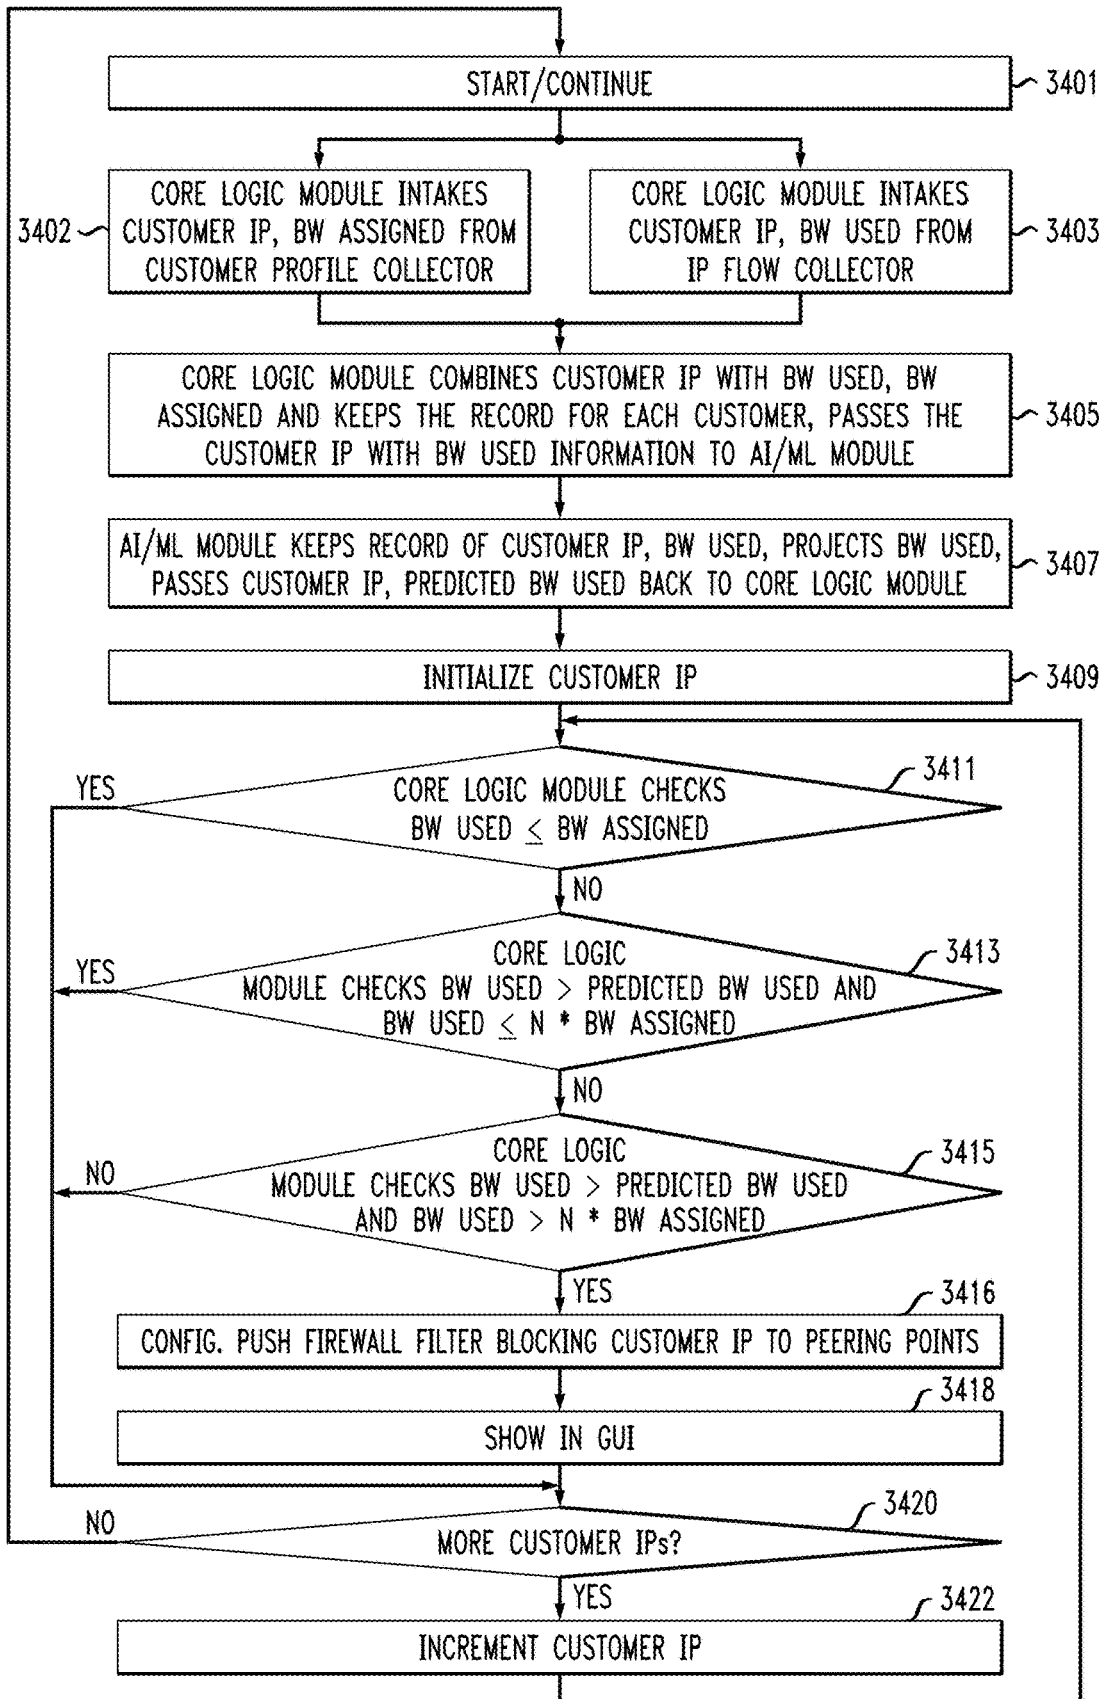 START/CONTINUE
3401
CORE LOGIC MODULE INTAKES
CUSTOMER IP, BW ASSIGNED FROM
CUSTOMER PROFILE COLLECTOR
3402
CORE LOGIC MODULE INTAKES
CUSTOMER IP, BW USED FROM
IP FLOW COLLECTOR
3403
CORE LOGIC MODULE COMBINES CUSTOMER IP WITH BW USED, BW
ASSIGNED AND KEEPS THE RECORD FOR EACH CUSTOMER, PASSES THE
CUSTOMER IP WITH BW USED INFORMATION TO AI/ML MODULE
3405
AI/ML MODULE KEEPS RECORD OF CUSTOMER IP, BW USED, PROJECTS BW USED,
PASSES CUSTOMER IP, PREDICTED BW USED BACK TO CORE LOGIC MODULE
3407
INITIALIZE CUSTOMER IP
3409
3411
YES
CORE LOGIC MODULE CHECKS
BW USED ≤ BW ASSIGNED
NO
3413
YES
CORE LOGIC
MODULE CHECKS BW USED > PREDICTED BW USED AND
BW USED ≤ N * BW ASSIGNED
NO
3415
NO
CORE LOGIC
MODULE CHECKS BW USED > PREDICTED BW USED
AND BW USED > N * BW ASSIGNED
YES
3416
CONFIG. PUSH FIREWALL FILTER BLOCKING CUSTOMER IP TO PEERING POINTS
3418
SHOW IN GUI
3420
NO
MORE CUSTOMER IPs?
YES
3422
INCREMENT CUSTOMER IP